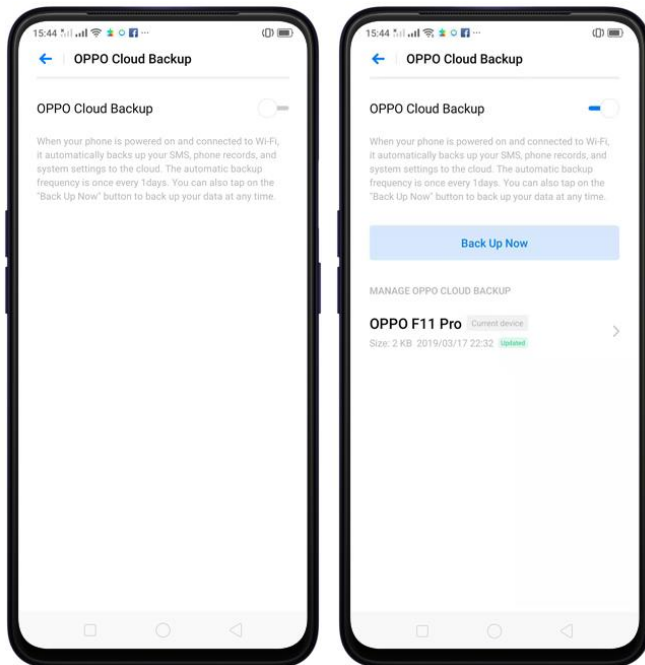 15:44
OPPO Cloud Backup
OPPO Cloud Backup
When your phone is powered on and connected to Wi-Fi,
it automatically backs up your SMS, phone records, and
system settings to the cloud. The automatic backup
frequency is once every 1days. You can also tap on the
"Back Up Now" button to back up your data at any time.
15:44
OPPO Cloud Backup
OPPO Cloud Backup
When your phone is powered on and connected to Wi-Fi,
it automatically backs up your SMS, phone records, and
system settings to the cloud. The automatic backup
frequency is once every 1days. You can also tap on the
"Back Up Now" button to back up your data at any time.
Back Up Now
MANAGE OPPO CLOUD BACKUP
OPPO F11 Pro Current device
Size: 2 KB 2019/03/17 22:32 Updated